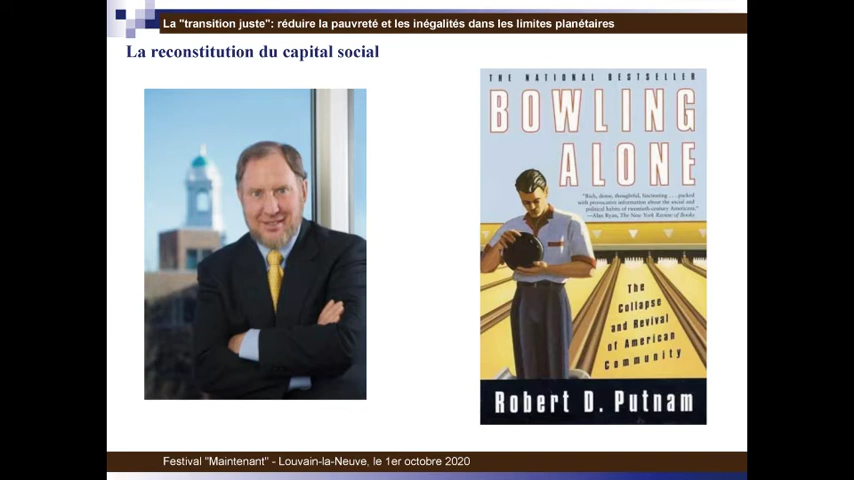 La "transition juste": réduire la pauvreté et les inégalités dans les limites planétaires
La reconstitution du capital social
THE NATIONAL BESTSELLER
BOWLING
ALONE
"Rich, dense, thoughtful, fascinating . . . packed
with provocative information about the social and
political habits of twentieth-century Americans."
—Alan Ryan, The New York Review of Books
The
Collapse
and Revival
of American
Community
Robert D. Putnam
Festival "Maintenant" - Louvain-la-Neuve, le 1er octobre 2020